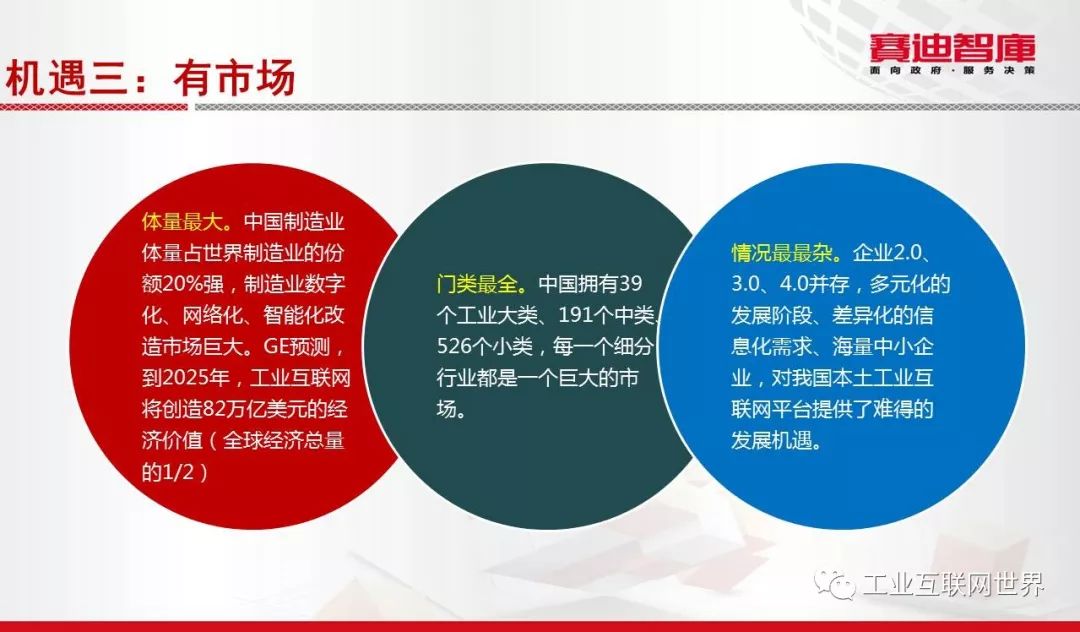 机遇三：有市场
赛迪智库
面向政府·服务决策
体量最大。中国制造业
体量占世界制造业的份
额20%强，制造业数字
化、网络化、智能化改
造市场巨大。GE预测，
到2025年，工业互联网
将创造82万亿美元的经
济价值（全球经济总量
的1/2）
门类最全。中国拥有39
个工业大类、191个中类、
526个小类，每一个细分
行业都是一个巨大的市
场。
情况最最杂。企业2.0、
3.0、4.0并存，多元化的
发展阶段、差异化的信
息化需求、海量中小企
业，对我国本土工业互
联网平台提供了难得的
发展机遇。
工业互联网世界